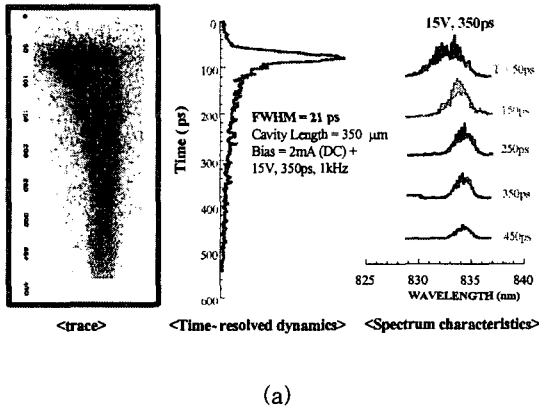 0
100
200
300
400
500
600
Time (ps)
FWHM = 21 ps
Cavity Length = 350 μm
Bias = 2mA (DC) +
15V, 350ps, 1kHz
15V, 350ps
150ps
250ps
350ps
450ps
825 830 835 840
WAVELENGTH (nm)
<trace> <Time-resolved dynamics> <Spectrum characteristics>
(a)